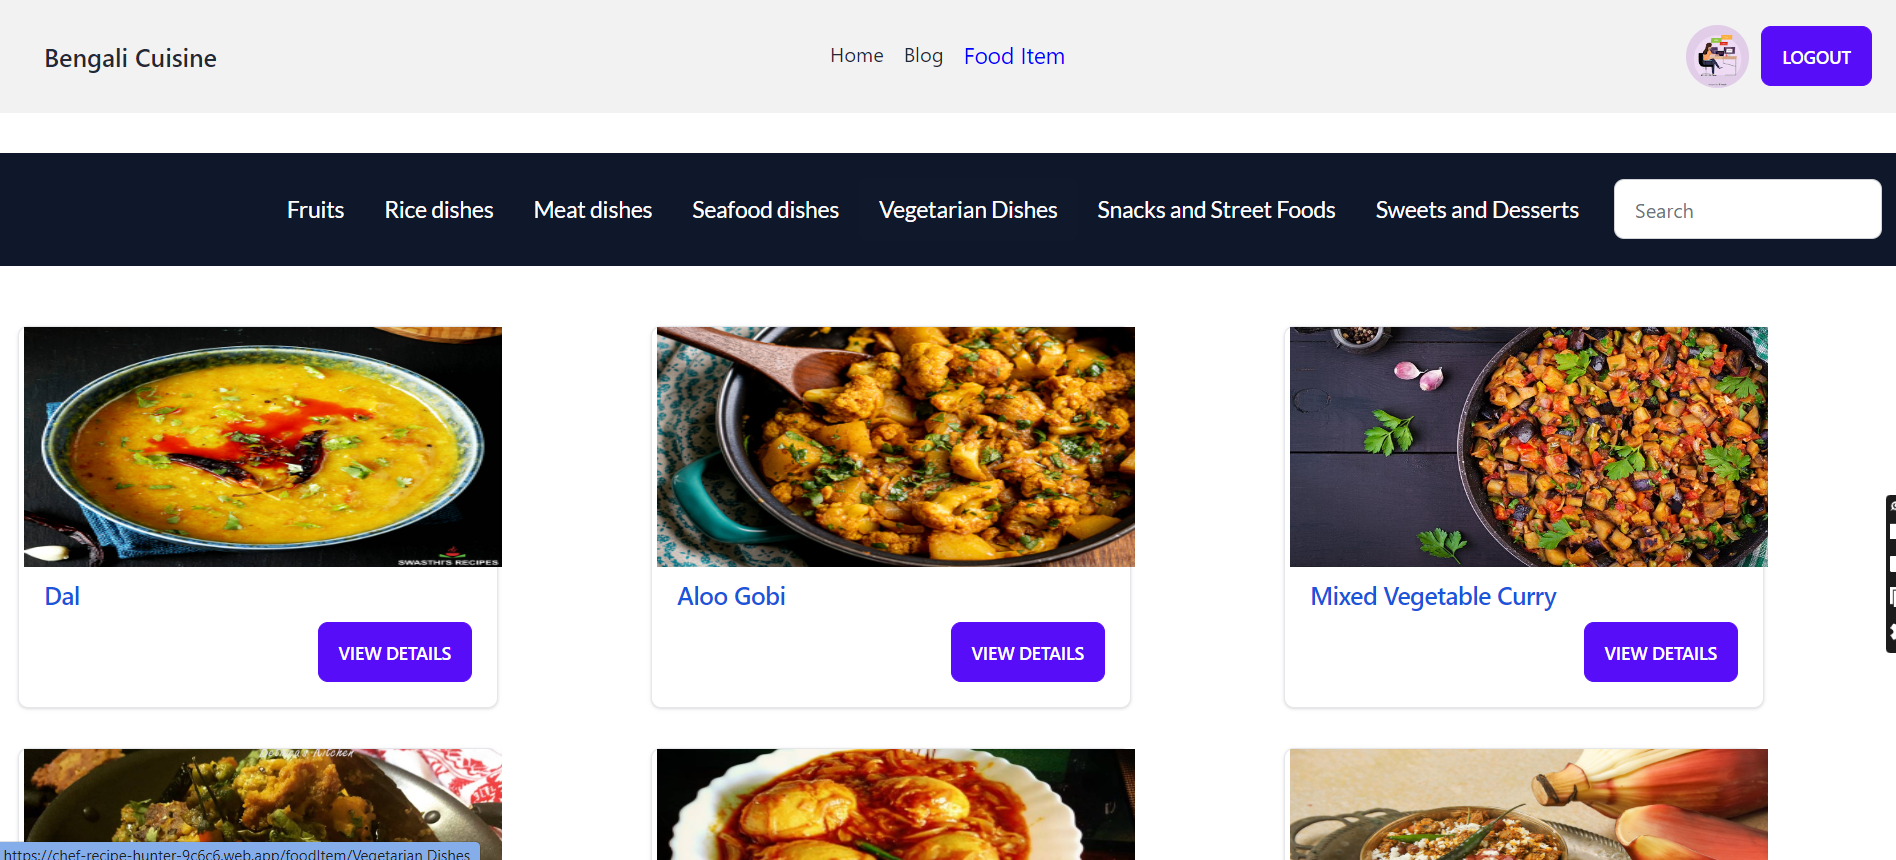 Bengali Cuisine
Home Blog Food Item
LOGOUT
Fruits Rice dishes Meat dishes Seafood dishes Vegetarian Dishes Snacks and Street Foods Sweets and Desserts Search
SWASTHI'S RECIPES
Dal
VIEW DETAILS
Aloo Gobi
VIEW DETAILS
Mixed Vegetable Curry
VIEW DETAILS
Kitchen
https://chef-recipe-hunter-9c6c6.web.app/foodItem/Vegetarian Dishes